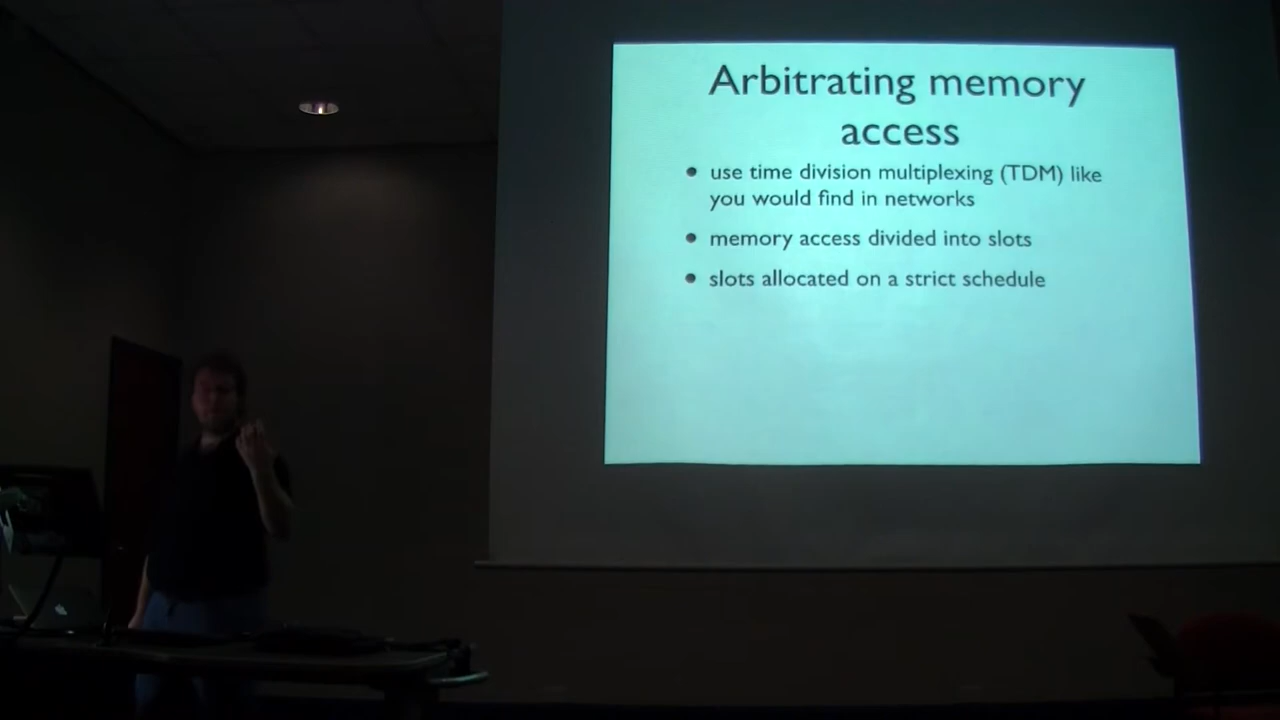 Arbitrating memory
access
• use time division multiplexing (TDM) like
you would find in networks
• memory access divided into slots
• slots allocated on a strict schedule